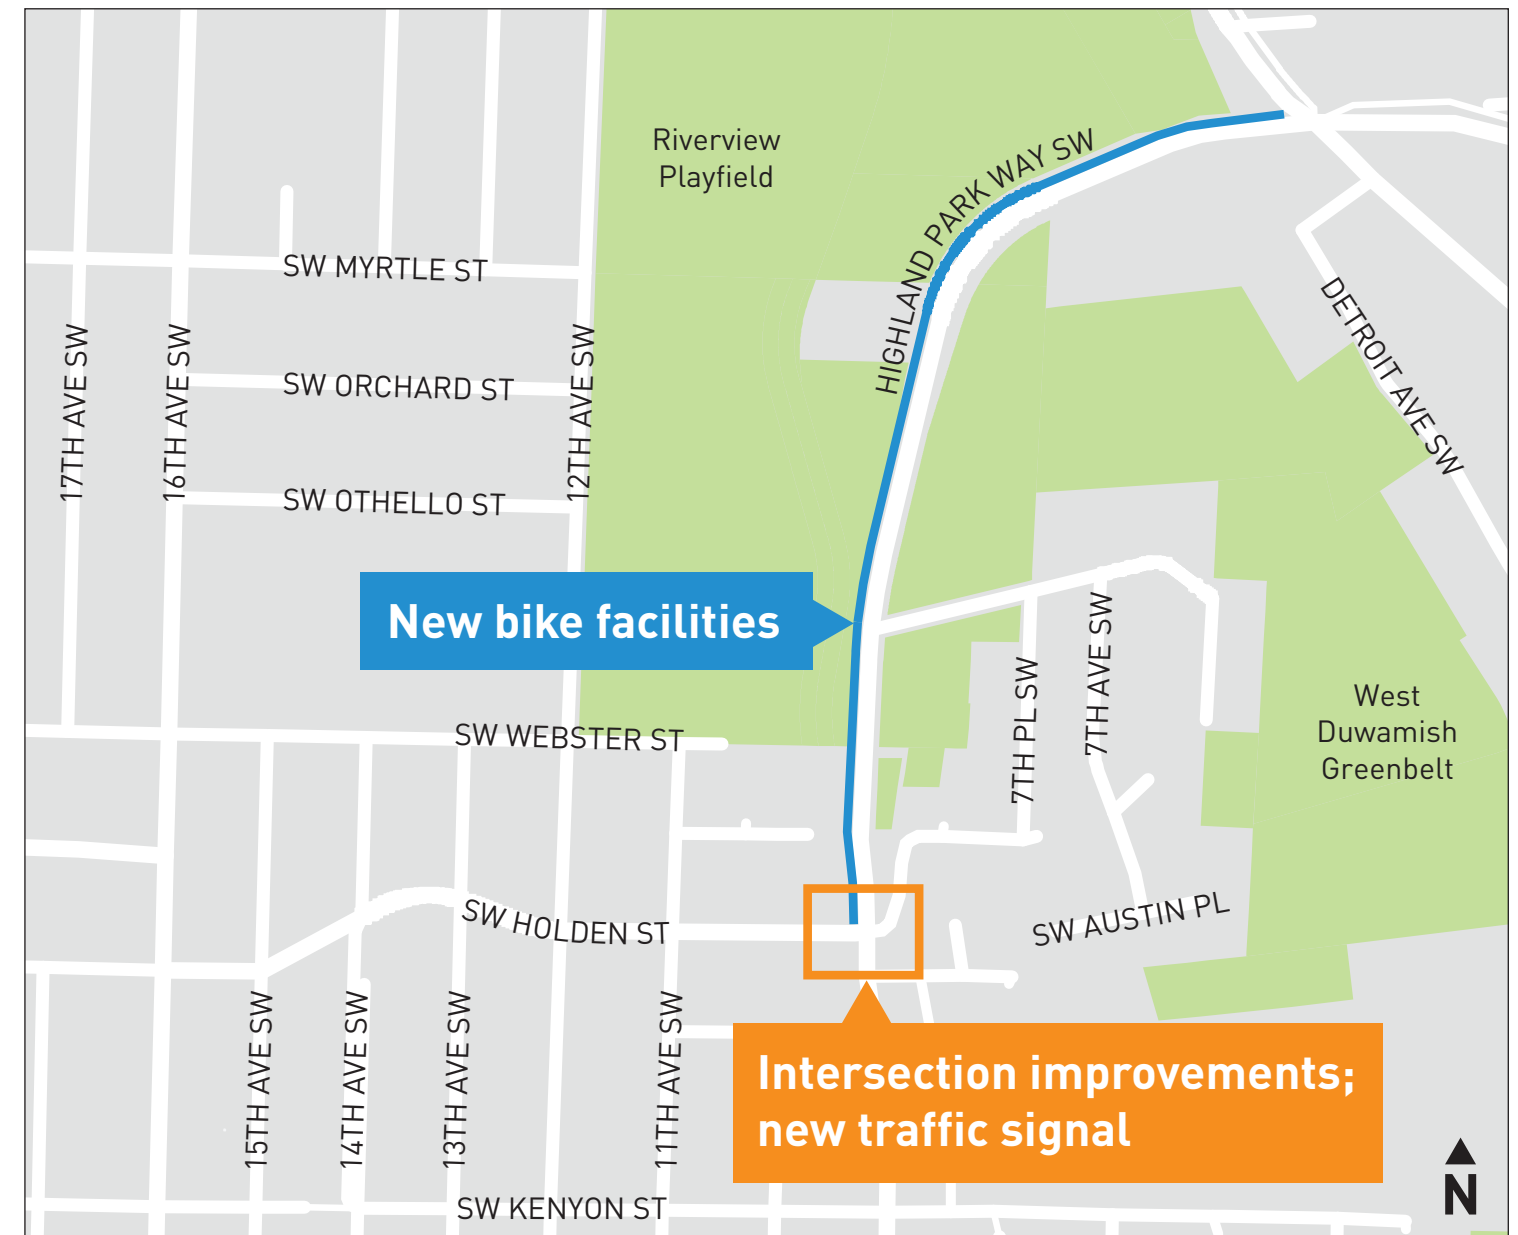 Riverview
Playfield
HIGHLAND PARK WAY SW
SW MYRTLE ST
DETROIT AVE SW
17TH AVE SW
16TH AVE SW
12TH AVE SW
SW ORCHARD ST
SW OTHELLO ST
New bike facilities
7TH AVE SW
7TH PL SW
West
Duwamish
Greenbelt
SW WEBSTER ST
SW HOLDEN ST
SW AUSTIN PL
15TH AVE SW
14TH AVE SW
13TH AVE SW
11TH AVE SW
Intersection improvements;
new traffic signal
SW KENYON ST
N